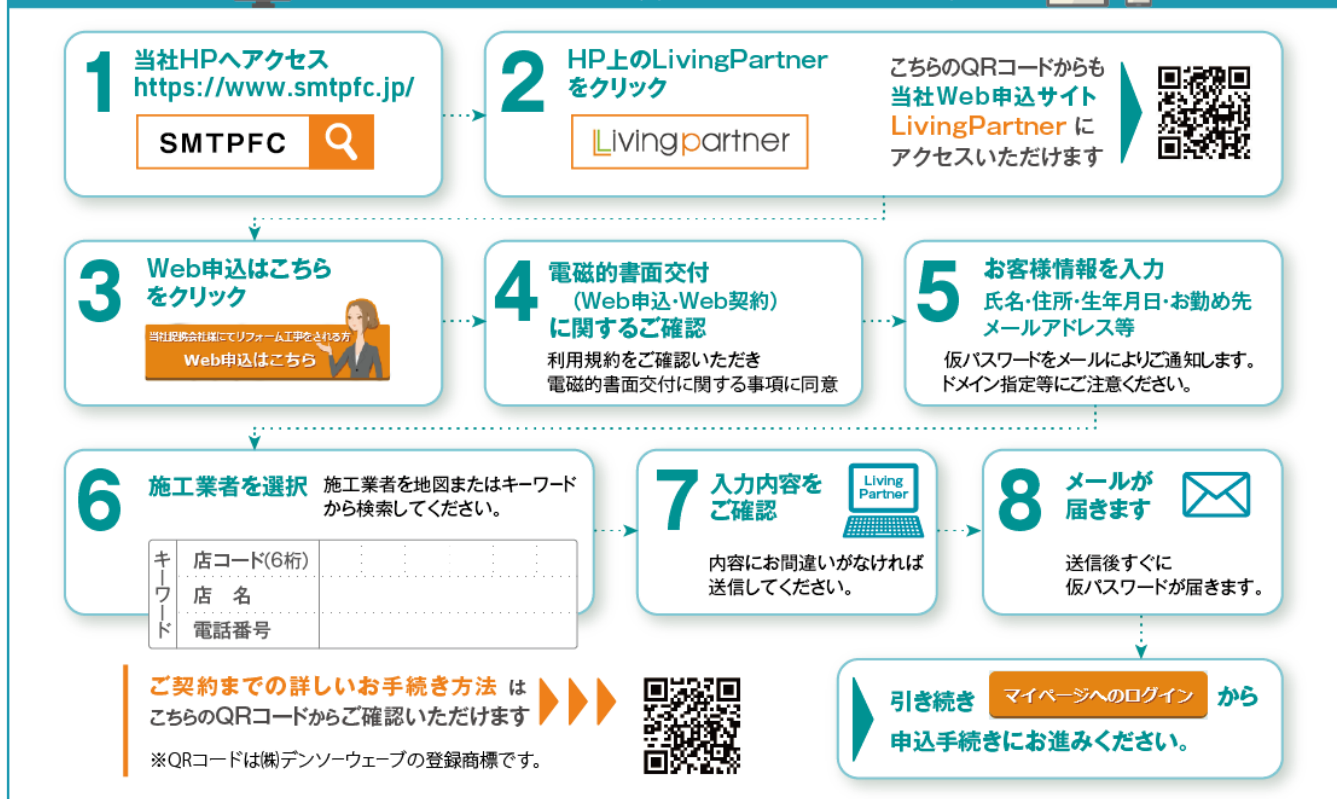 1
当社HPへアクセス
https://www.smtpfc.jp/
SMTPFC
2
HP上のLivingPartner
をクリック
Livingpartner
こちらのQRコードからも
当社Web申込サイト
LivingPartner に
アクセスいただけます
3
Web申込はこちら
をクリック
当社提携会社様にてリフォーム工事をされる方
Web申込はこちら
4
電磁的書面交付
(Web申込・Web契約)
に関するご確認
利用規約をご確認いただき
電磁的書面交付に関する事項に同意
5
お客様情報を入力
氏名・住所・生年月日・お勤め先
メールアドレス等
仮パスワードをメールによりご通知します。
ドメイン指定等にご注意ください。
6
施工業者を選択
施工業者を地図またはキーワード
から検索してください。
キーワード
店コード(6桁)
店 名
電話番号
7
入力内容を
ご確認
Living
Partner
内容にお間違いがなければ
送信してください。
8
メールが
届きます
送信後すぐに
仮パスワードが届きます。
ご契約までの詳しいお手続き方法 は
こちらのQRコードからご確認いただけます
※QRコードは㈱デンソーウェーブの登録商標です。
引き続き マイページへのログイン から
申込手続きにお進みください。